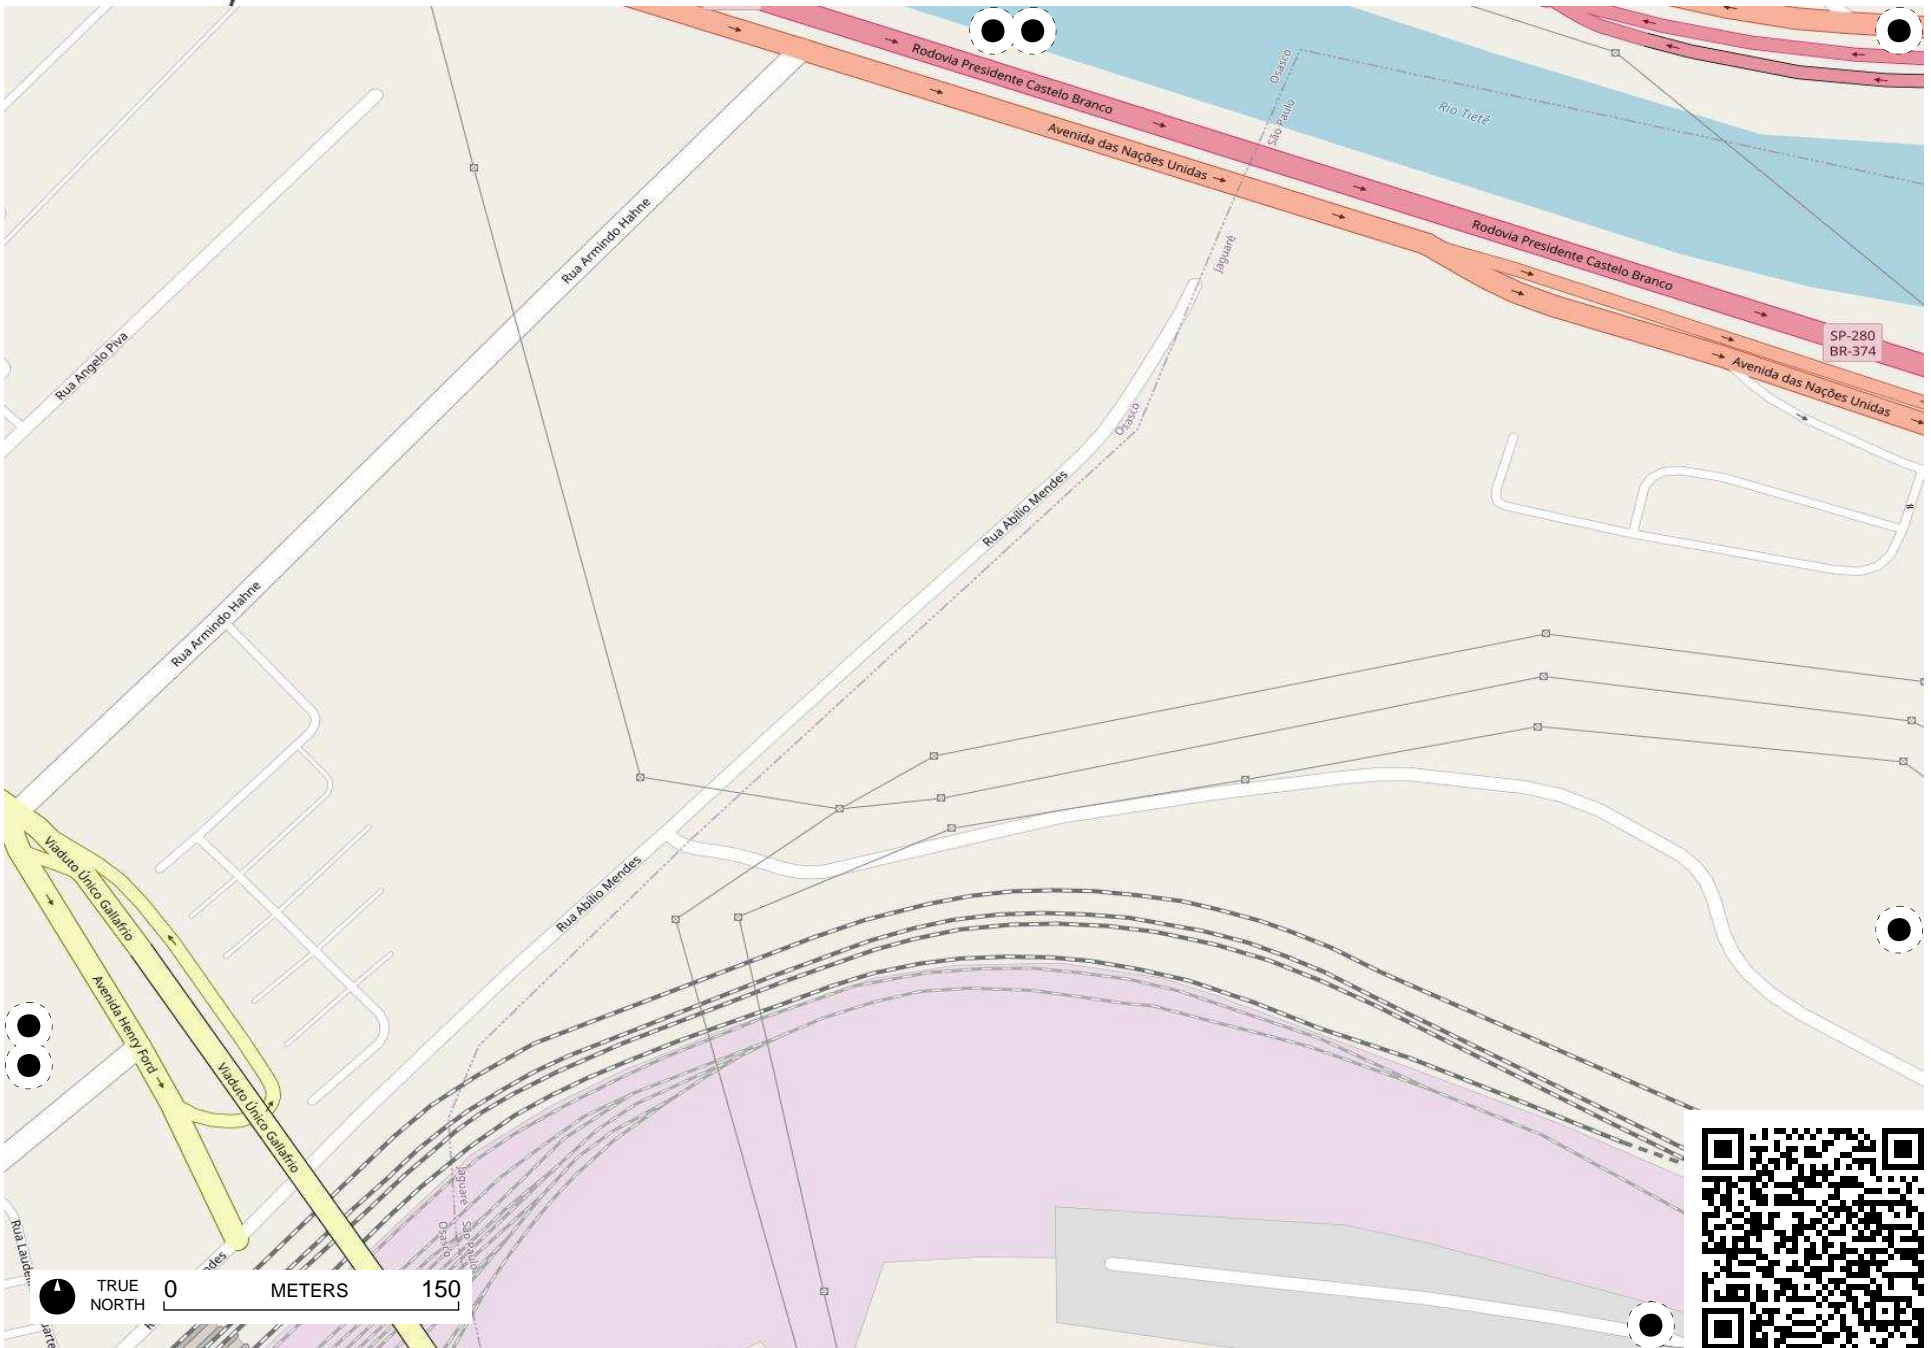 Rodovia Presidente Castelo Branco
Osasco
São Paulo
Rio Tietê
Avenida das Nações Unidas
Rua Armindo Hahne
Jaguaré
Rodovia Presidente Castelo Branco
SP-280
BR-374
Rua Angelo Piva
Avenida das Nações Unidas
Osasco
Rua Abílio Mendes
Rua Armindo Hahne
Viaduto Único Gallafrio
Rua Abílio Mendes
Avenida Henry Ford
Viaduto Único Gallafrio
Jaguaré
São Paulo
Osasco
TRUE
NORTH
0 METERS 150